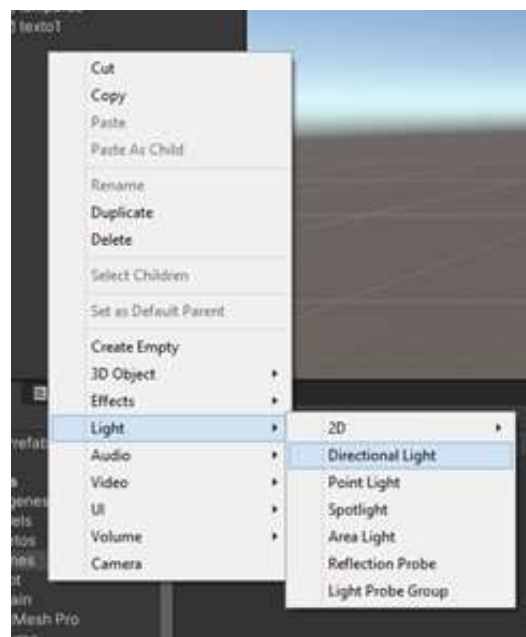 texto1
Cut
Copy
Paste
Paste As Child
Rename
Duplicate
Delete
Select Children
Set as Default Parent
Create Empty
3D Object
Effects
Light
Audio
Video
UI
Volume
Camera
2D
Directional Light
Point Light
Spotlight
Area Light
Reflection Probe
Light Probe Group
Mesh Pro